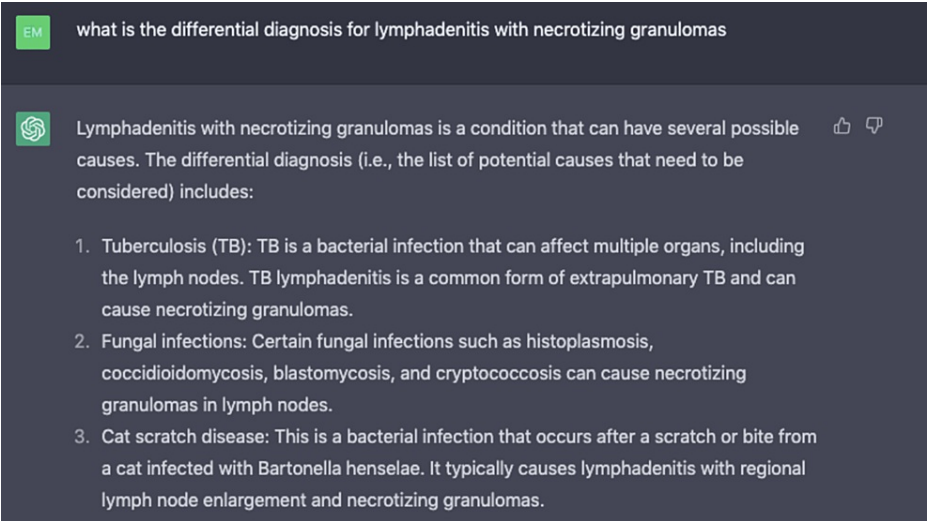 EM
what is the differential diagnosis for lymphadenitis with necrotizing granulomas
Lymphadenitis with necrotizing granulomas is a condition that can have several possible
causes. The differential diagnosis (i.e., the list of potential causes that need to be
considered) includes:
1. Tuberculosis (TB): TB is a bacterial infection that can affect multiple organs, including
the lymph nodes. TB lymphadenitis is a common form of extrapulmonary TB and can
cause necrotizing granulomas.
2. Fungal infections: Certain fungal infections such as histoplasmosis,
coccidioidomycosis, blastomycosis, and cryptococcosis can cause necrotizing
granulomas in lymph nodes.
3. Cat scratch disease: This is a bacterial infection that occurs after a scratch or bite from
a cat infected with Bartonella henselae. It typically causes lymphadenitis with regional
lymph node enlargement and necrotizing granulomas.